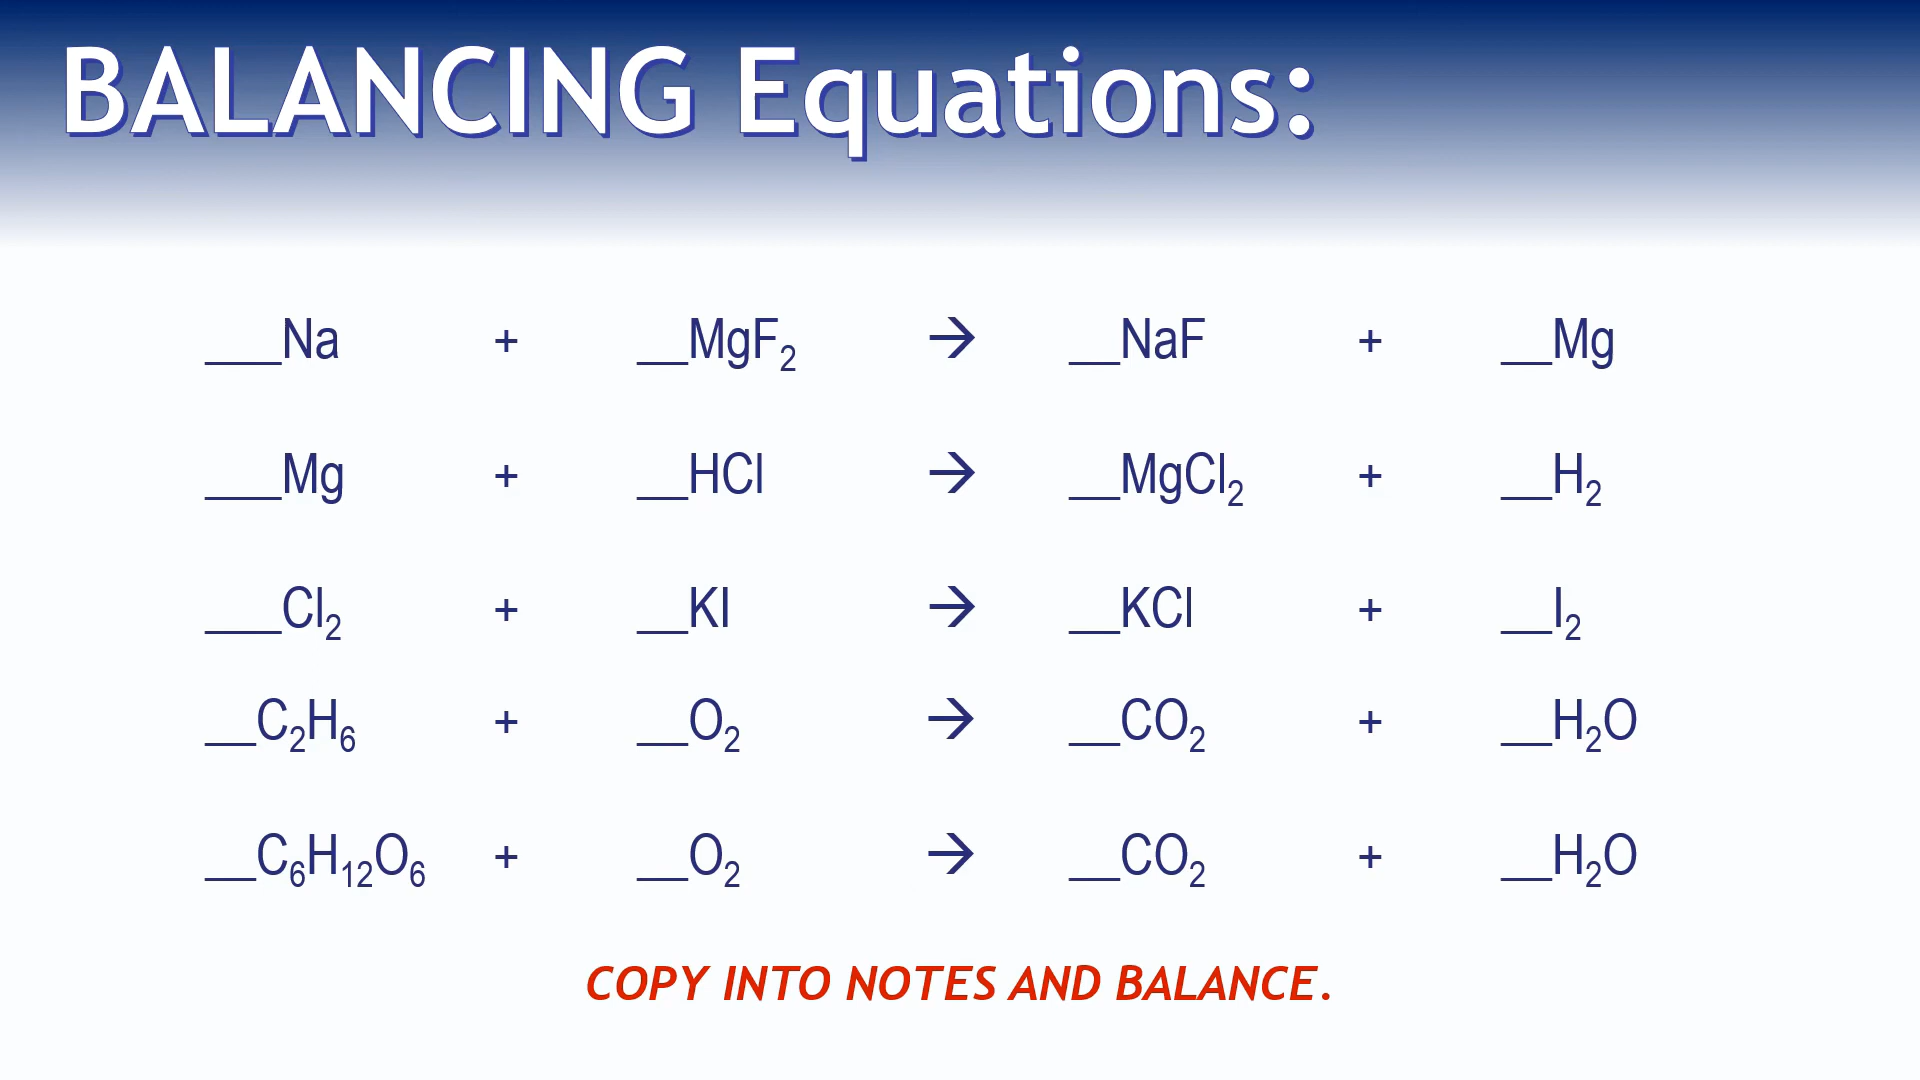 BALANCING Equations:
___Na + __MgF₂ → __NaF + __Mg
___Mg + __HCl → __MgCl₂ + __H₂
___Cl₂ + __KI → __KCl + __I₂
__C₂H₆ + __O₂ → __CO₂ + __H₂O
__C₆H₁₂O₆ + __O₂ → __CO₂ + __H₂O
COPY INTO NOTES AND BALANCE.